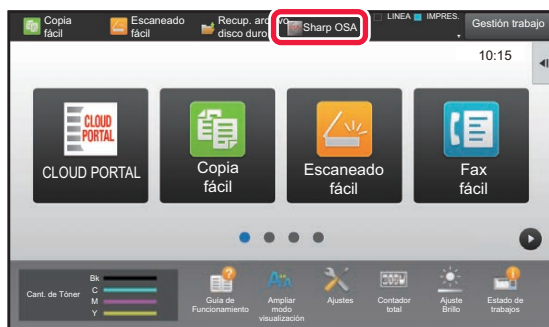 Copia
fácil
Escaneado
fácil
Recup. archivo
disco duro
Sharp OSA
LINEA
IMPRES.
Gestión trabajo
10:15
CLOUD
PORTAL
CLOUD PORTAL
Copia
fácil
Escaneado
fácil
Fax
fácil
Cant. de Tóner
Bk
C
M
Y
Guía de
Funcionamiento
Ampliar
modo
visualización
Ajustes
Contador
total
Ajuste
Brillo
Estado de
trabajos